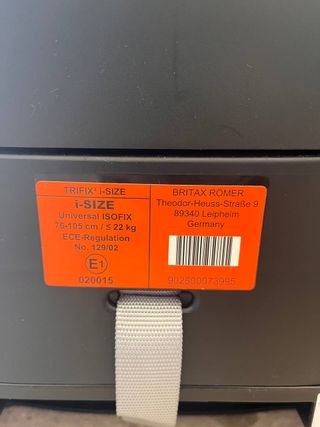 TRIFIX² i-SIZE
i-SIZE
Universal ISOFIX
76-105 cm / ≤ 22 kg
ECE-Regulation
No. 129/02
E1
020015
BRITAX RÖMER
Theodor-Heuss-Straße 9
89340 Leipheim
Germany
902500073995